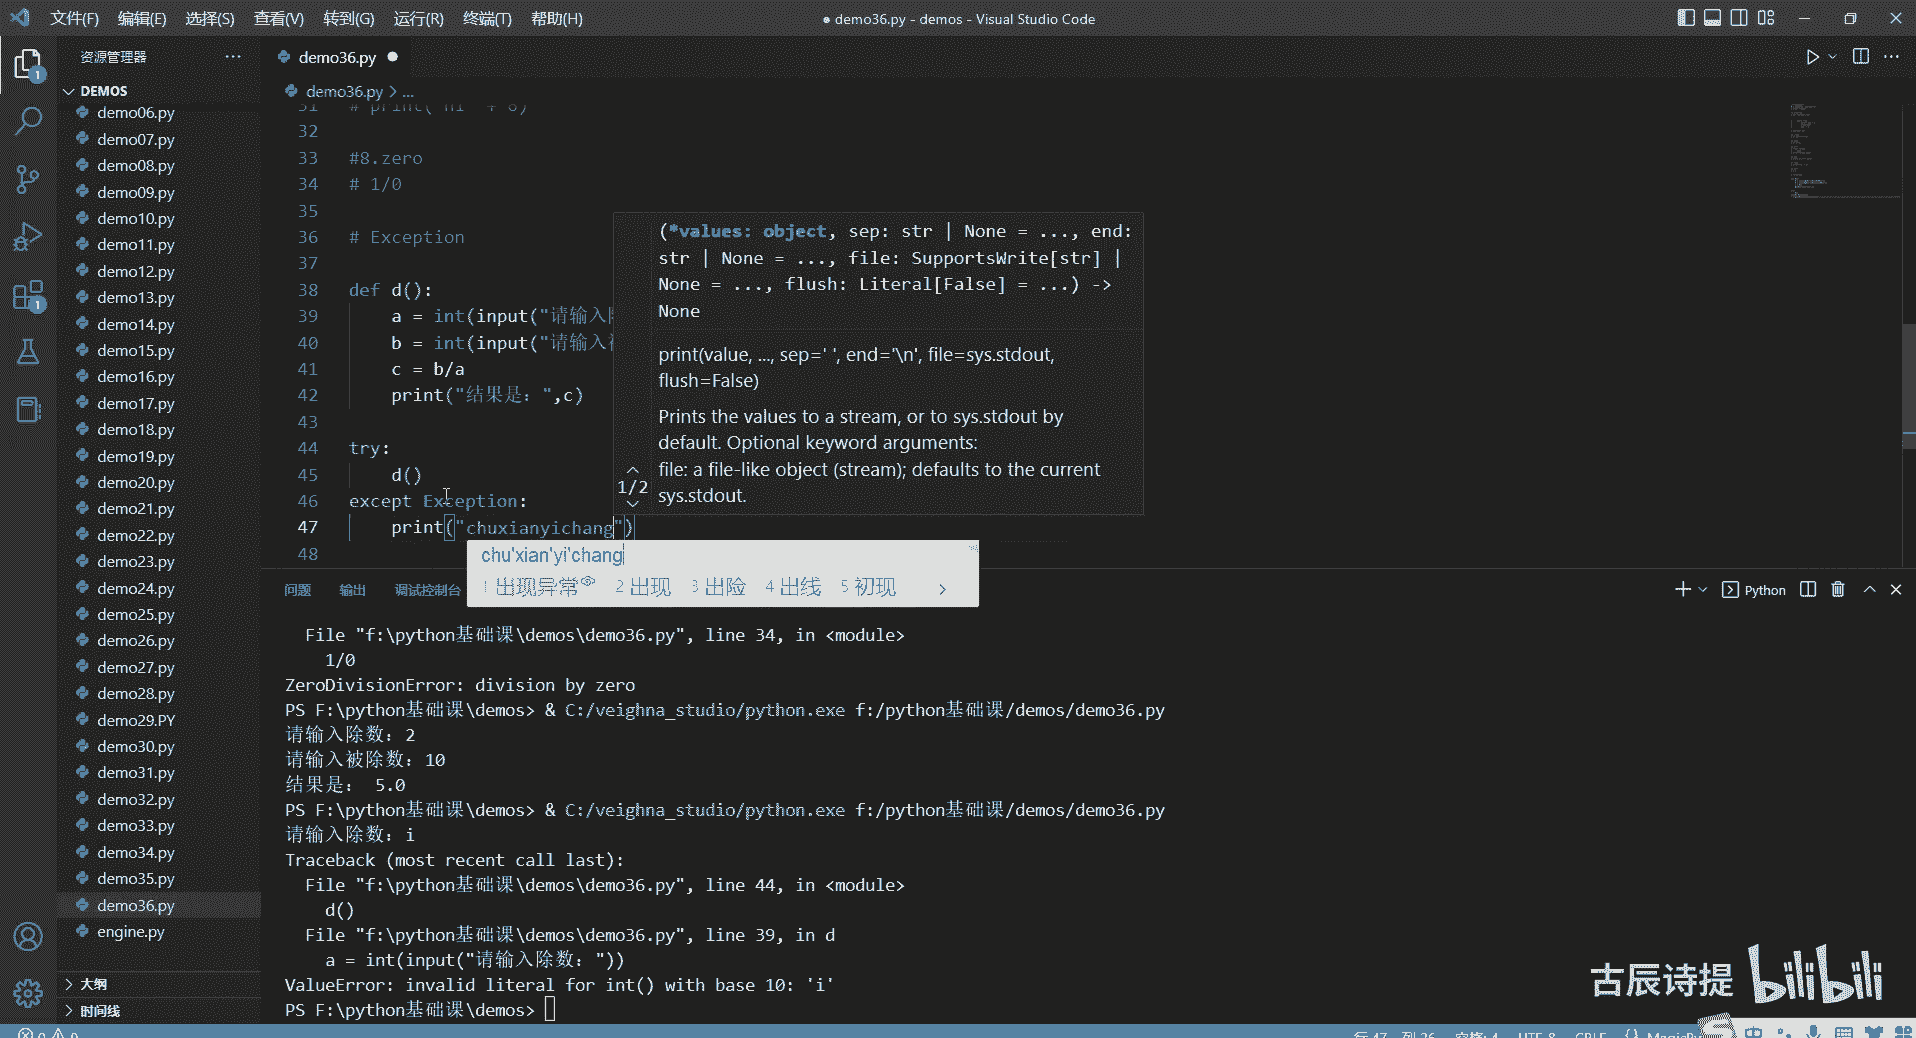 文件(F) 编辑(E) 选择(S) 查看(V) 转到(G) 运行(R) 终端(T) 帮助(H)
● demo36.py - demos - Visual Studio Code
资源管理器 ···
DEMOS
demo06.py
demo07.py
demo08.py
demo09.py
demo10.py
demo11.py
demo12.py
demo13.py
demo14.py
demo15.py
demo16.py
demo17.py
demo18.py
demo19.py
demo20.py
demo21.py
demo22.py
demo23.py
demo24.py
demo25.py
demo26.py
demo27.py
demo28.py
demo29.PY
demo30.py
demo31.py
demo32.py
demo33.py
demo34.py
demo35.py
demo36.py
engine.py
大纲
时间线
1
1
demo36.py ●
demo36.py > ...
31 # print("hi" + 8)
32
33 #8.zero
34 # 1/0
35
36 # Exception
37
38 def d():
39 a = int(input("请输入
40 b = int(input("请输入
41 c = b/a
42 print("结果是: ",c)
43
44 try:
45 d()
46 except Exception:
47 print("chuxianyichang")
48
(*values: object, sep: str | None = ..., end:
str | None = ..., file: SupportsWrite[str] |
None = ..., flush: Literal[False] = ...) ->
None
print(value, ..., sep=' ', end='\n', file=sys.stdout,
flush=False)
Prints the values to a stream, or to sys.stdout by
default. Optional keyword arguments:
file: a file-like object (stream); defaults to the current
sys.stdout.
1/2
chu'xian'yi'chang
1 出现异常 2 出现 3 出险 4 出线 5 初现 >
问题 输出 调试控制台
Python
File "f:\python基础课\demos\demo36.py", line 34, in <module>
1/0
ZeroDivisionError: division by zero
PS F:\python基础课\demos> & C:/veighna_studio/python.exe f:/python基础课/demos/demo36.py
请输入除数: 2
请输入被除数: 10
结果是: 5.0
PS F:\python基础课\demos> & C:/veighna_studio/python.exe f:/python基础课/demos/demo36.py
请输入除数: i
Traceback (most recent call last):
File "f:\python基础课\demos\demo36.py", line 44, in <module>
d()
File "f:\python基础课\demos\demo36.py", line 39, in d
a = int(input("请输入除数: "))
ValueError: invalid literal for int() with base 10: 'i'
PS F:\python基础课\demos>
古辰诗提 bilibili
行 47, 列 26 空格: 4 UTF-8 CRLF